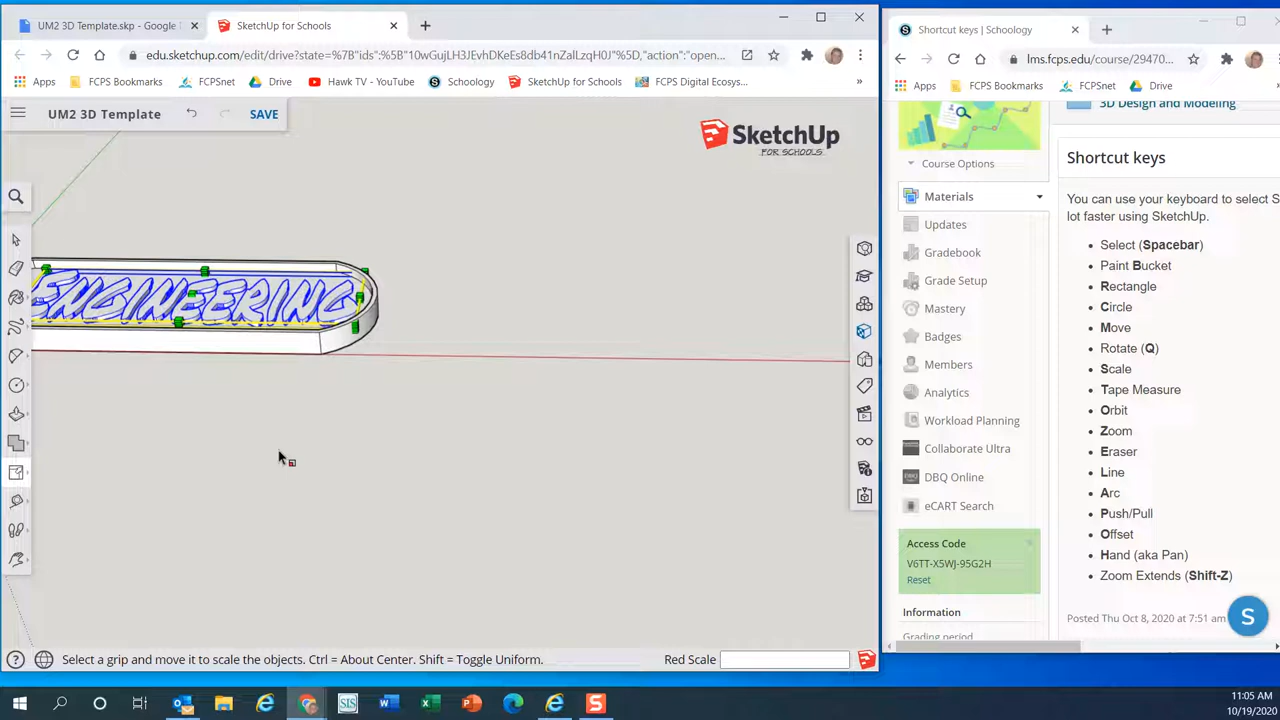 UM2 3D Template.skp - Google
SketchUp for Schools
edu.sketchup.com/edit/drive?state=%7B"ids"%5B"10wGujLH3JEvhDKeEs8db41nZalLzqH0J"%5D,"action":"open...
Apps
FCPS Bookmarks
FCPSnet
Drive
Hawk TV - YouTube
Schoology
SketchUp for Schools
FCPS Digital Ecosy...
UM2 3D Template
SAVE
SketchUp
FOR SCHOOLS
ENGINEERING
Select a grip and move it to scale the objects. Ctrl = About Center. Shift = Toggle Uniform.
Red Scale
Shortcut keys | Schoology
lms.fcps.edu/course/29470...
Apps
FCPS Bookmarks
FCPSnet
Drive
Course Options
Materials
Updates
Gradebook
Grade Setup
Mastery
Badges
Members
Analytics
Workload Planning
Collaborate Ultra
DBQ Online
eCART Search
Access Code
V6TT-X5WJ-95G2H
Reset
Information
Grading period
3D Design and Modeling
Shortcut keys
You can use your keyboard to select S
lot faster using SketchUp.
Select (Spacebar)
Paint Bucket
Rectangle
Circle
Move
Rotate (Q)
Scale
Tape Measure
Orbit
Zoom
Eraser
Line
Arc
Push/Pull
Offset
Hand (aka Pan)
Zoom Extends (Shift-Z)
Posted Thu Oct 8, 2020 at 7:51 am
S
11:05 AM
10/19/2020